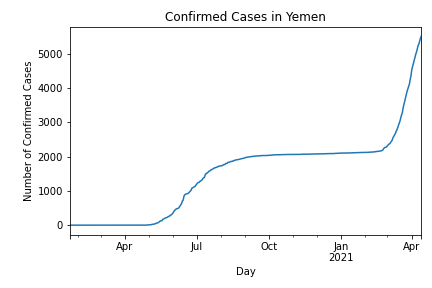 Confirmed Cases in Yemen
Number of Confirmed Cases
5000
4000
3000
2000
1000
0
Apr Jul Oct Jan Apr
2021
Day